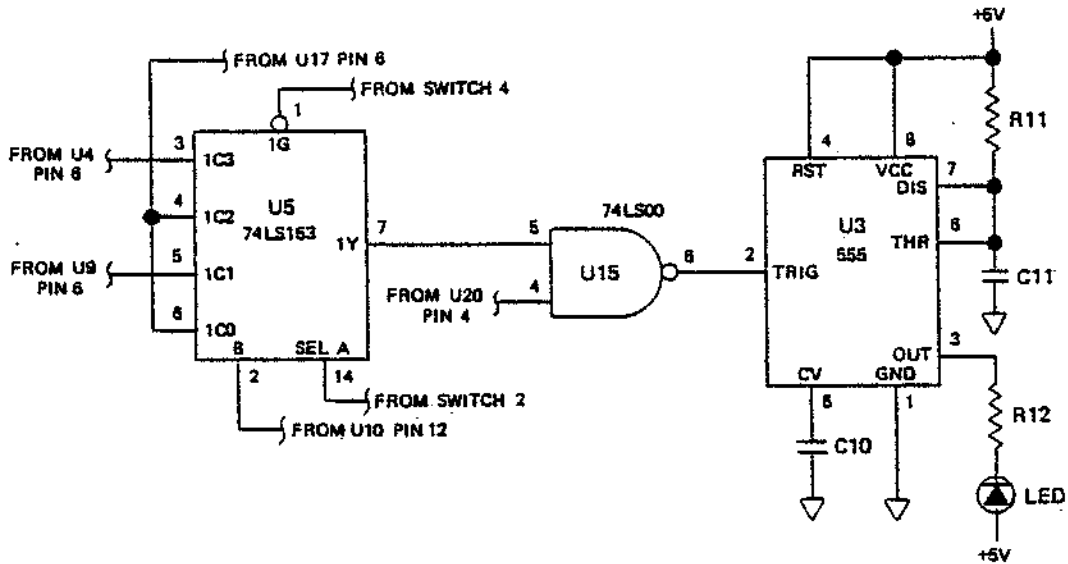 +5V
FROM U17 PIN 6
FROM SWITCH 4
1
1G
R11
3
4
8
FROM U4
PIN 6
1C3
RST
VCC
DIS
7
4
1C2
U5
74LS153
7
1Y
74LS00
5
U15
6
4
FROM U20
PIN 4
2
TRIG
U3
555
THR
6
C11
5
1C1
FROM U9
PIN 6
6
1C0
B
SEL A
2
14
FROM SWITCH 2
FROM U10 PIN 12
OUT
3
CV
GND
5
1
C10
R12
LED
+5V